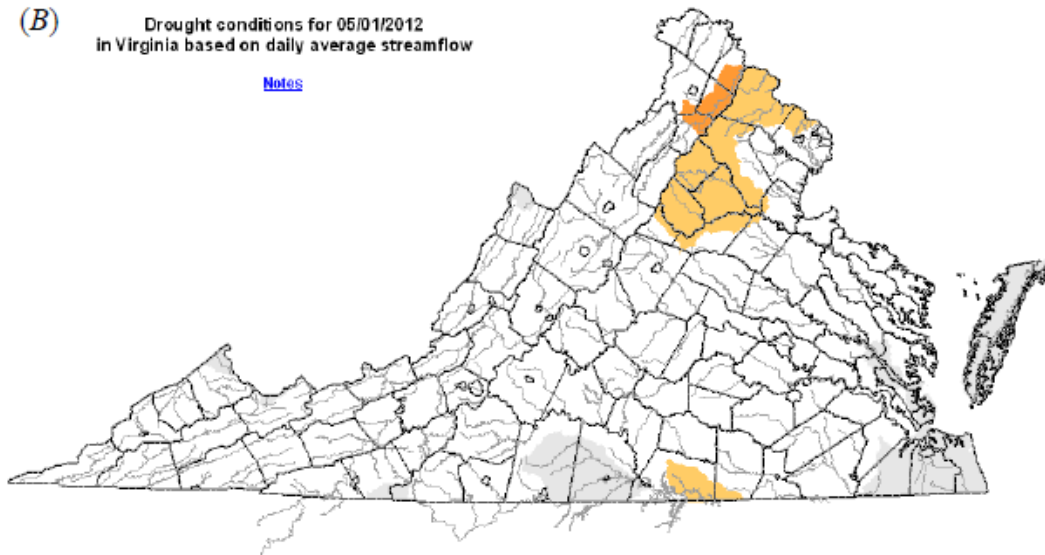 (B)
Drought conditions for 05/01/2012
in Virginia based on daily average streamflow
Notes